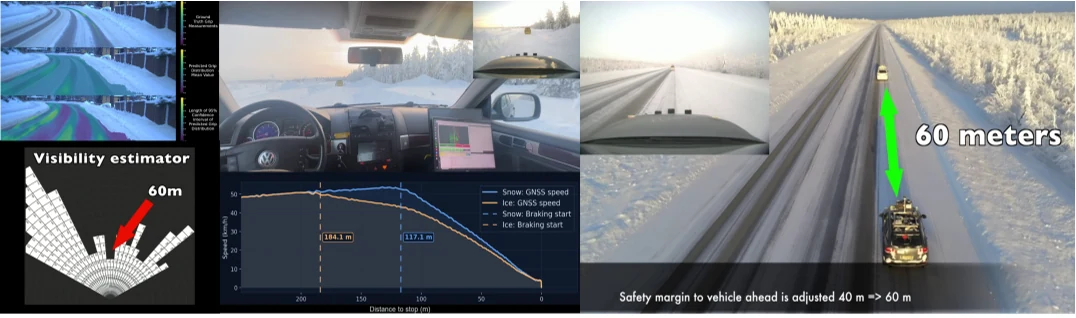 Ground
Truth Grip
Measurements
Predicted Grip
Distribution
Mean Value
Length of 95%
Confidence
Interval of
Predicted Grip
Distribution
Visibility estimator
60m
Speed (km/h)
50
40
30
20
10
0
184.1 m
117.1 m
Snow: GNSS speed
Ice: GNSS speed
Snow: Braking start
Ice: Braking start
200
150
100
50
0
Distance to stop (m)
60 meters
Safety margin to vehicle ahead is adjusted 40 m => 60 m